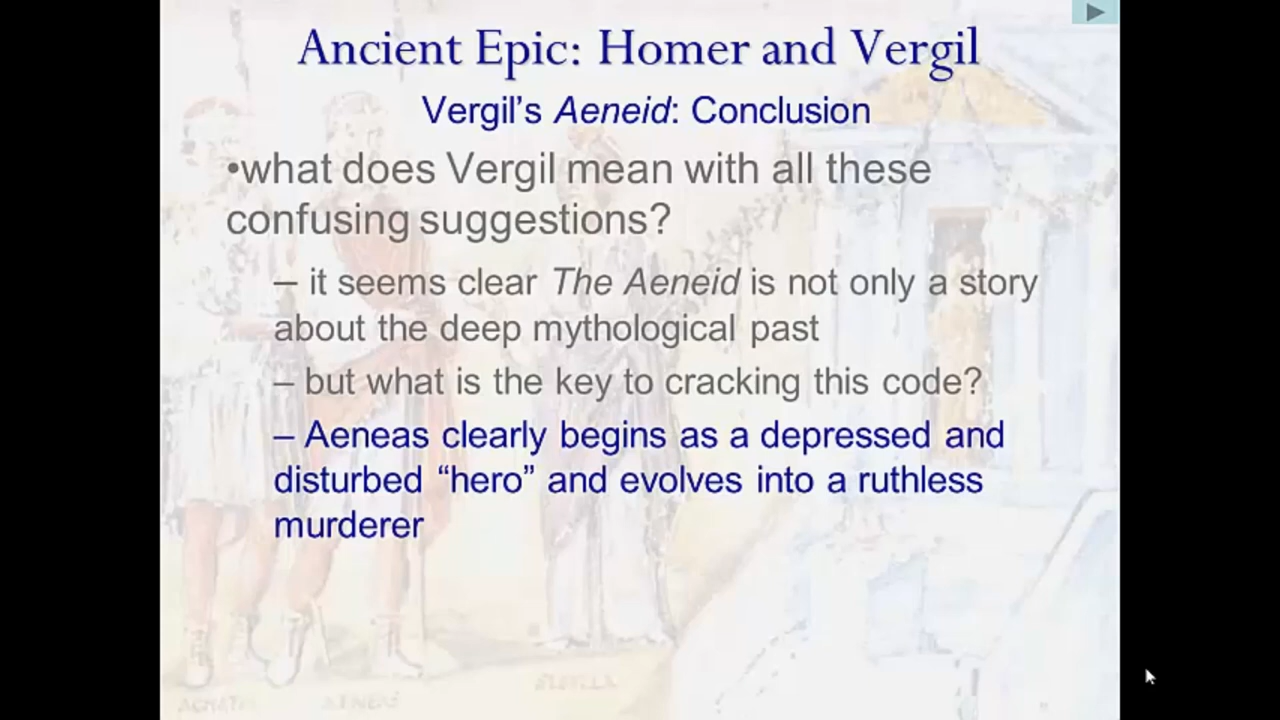 Ancient Epic: Homer and Vergil
Vergil’s Aeneid: Conclusion
•what does Vergil mean with all these
confusing suggestions?
– it seems clear The Aeneid is not only a story
about the deep mythological past
– but what is the key to cracking this code?
– Aeneas clearly begins as a depressed and
disturbed “hero” and evolves into a ruthless
murderer